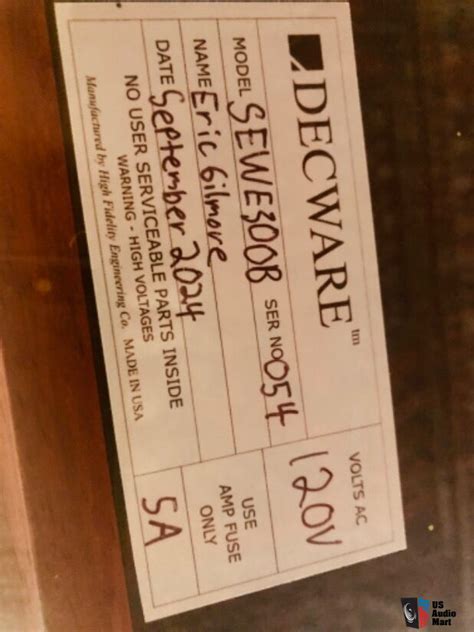 DECWARE tm
MODEL SEWE300B SER NO 054
NAME Eric Gilmore
DATE September 2024
NO USER SERVICEABLE PARTS INSIDE
WARNING - HIGH VOLTAGES
Manufactured by High Fidelity Engineering Co. MADE IN USA
VOLTS AC
120V
USE
AMP FUSE
ONLY
5A
US
Audio
Mart